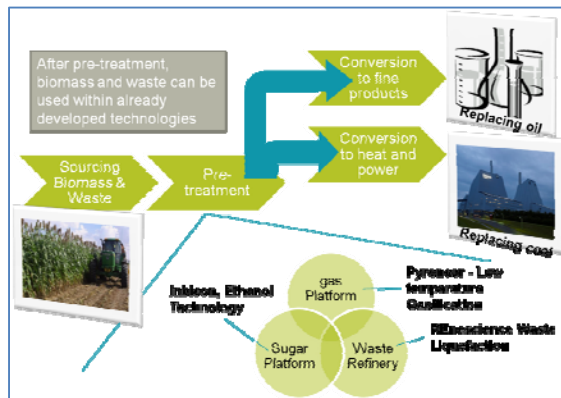 After pre-treatment,
biomass and waste can be
used within already
developed technologies
Conversion
to fine
products
Replacing oil
Sourcing
Biomass &
Waste
Pre-
treatment
Conversion
to heat and
power
Replacing coal
gas
Platform
Pyroneer - Low
temperature
Gasification
Inbicon, Ethanol
Technology
Sugar
Platform
Waste
Refinery
REnescience Waste
Liquefaction